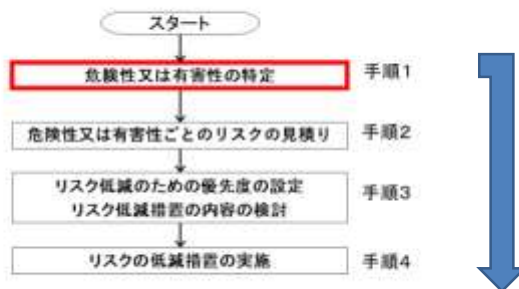 スタート
危険性又は有害性の特定
手順1
危険性又は有害性ごとのリスクの見積り
手順2
リスク低減のための優先度の設定
リスク低減措置の内容の検討
手順3
リスクの低減措置の実施
手順4